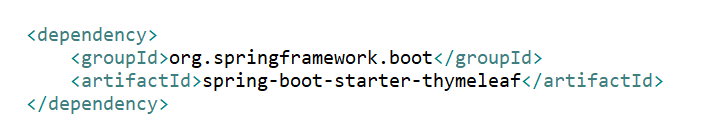 <dependency>
    <groupId>org.springframework.boot</groupId>
    <artifactId>spring-boot-starter-thymeleaf</artifactId>
</dependency>